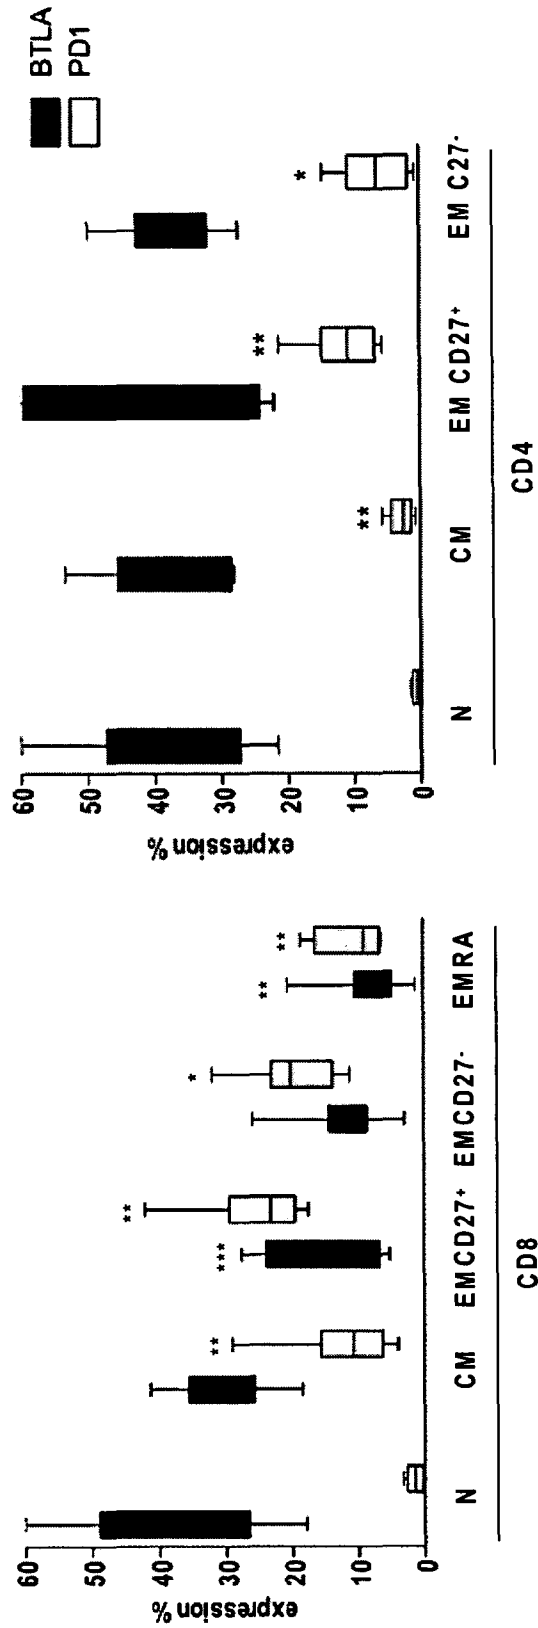 60
50
40
30
20
10
0
expression %
**
***
**
*
**
**
N
CM
EMCD27⁺
EMCD27⁻
EMRA
CD8
BTLA
PD1
60
50
40
30
20
10
0
expression %
**
**
*
N
CM
EM CD27⁺
EM C27⁻
CD4